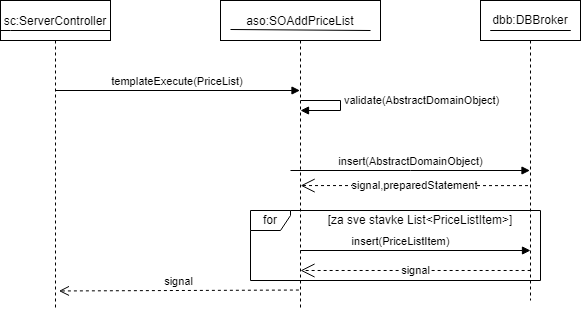 sc:ServerController
aso:SOAddPriceList
dbb:DBBroker
templateExecute(PriceList)
validate(AbstractDomainObject)
insert(AbstractDomainObject)
signal,preparedStatement
for
[za sve stavke List<PriceListItem>]
insert(PriceListItem)
signal
signal